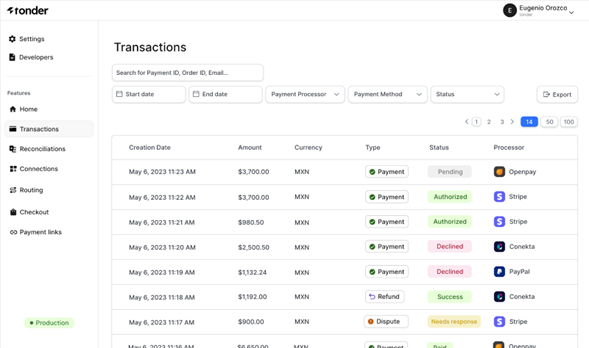 tonder
E Eugenio Orozco
Settings
Developers
Features
Home
Transactions
Reconciliations
Connections
Routing
Checkout
Payment links
Production
Transactions
Search for Payment ID, Order ID, Email...
Start date End date Payment Processor Payment Method Status Export
1 2 3 14 50 100
Creation Date Amount Currency Type Status Processor
May 6, 2023 11:23 AM $3,700.00 MXN Payment Pending Openpay
May 6, 2023 11:22 AM $3,700.00 MXN Payment Authorized Stripe
May 6, 2023 11:21 AM $980.50 MXN Payment Authorized Stripe
May 6, 2023 11:20 AM $2,500.50 MXN Payment Declined Conekta
May 6, 2023 11:19 AM $1,132.24 MXN Payment Declined PayPal
May 6, 2023 11:18 AM $1,192.00 MXN Refund Success Conekta
May 6, 2023 11:17 AM $900.00 MXN Dispute Needs response Stripe
May 6, 2023 11:16 AM $6,650.00 MXN Payment Paid Openpay